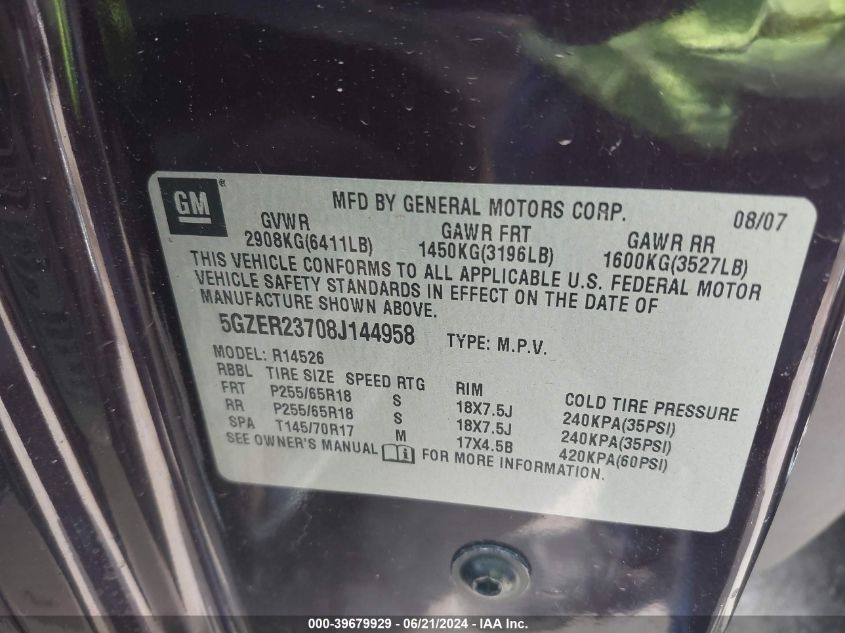 GM®
MFD BY GENERAL MOTORS CORP. 08/07
GVWR GAWR FRT GAWR RR
2908KG(6411LB) 1450KG(3196LB) 1600KG(3527LB)
THIS VEHICLE CONFORMS TO ALL APPLICABLE U.S. FEDERAL MOTOR
VEHICLE SAFETY STANDARDS IN EFFECT ON THE DATE OF
MANUFACTURE SHOWN ABOVE.
5GZER23708J144958 TYPE: M.P.V.
MODEL: R14526
RBBL TIRE SIZE SPEED RTG RIM COLD TIRE PRESSURE
FRT P255/65R18 S 18X7.5J 240KPA(35PSI)
RR P255/65R18 S 18X7.5J 240KPA(35PSI)
SPA T145/70R17 M 17X4.5B 420KPA(60PSI)
SEE OWNER'S MANUAL FOR MORE INFORMATION.
000-39679929 - 06/21/2024 - IAA Inc.